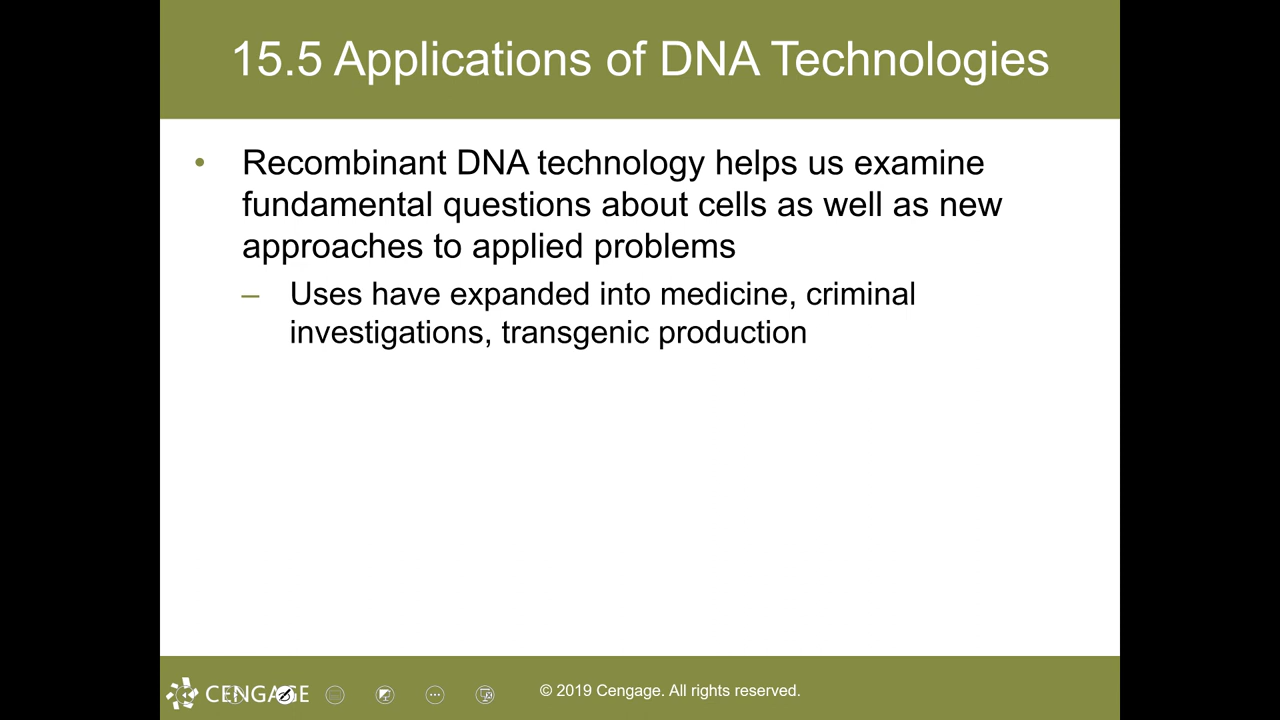 15.5 Applications of DNA Technologies
• Recombinant DNA technology helps us examine
fundamental questions about cells as well as new
approaches to applied problems
– Uses have expanded into medicine, criminal
investigations, transgenic production
CENGAGE
© 2019 Cengage. All rights reserved.